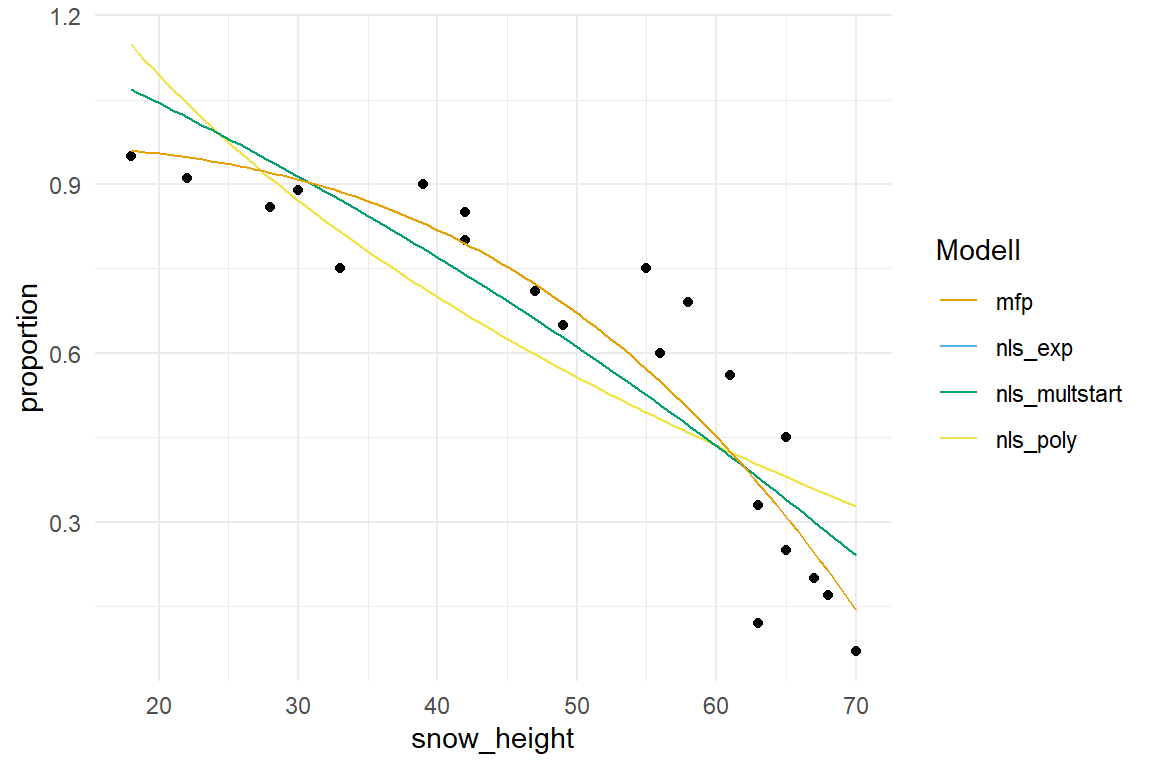 1.2
0.9
0.6
0.3
proportion
20 30 40 50 60 70
snow_height
Modell
mfp
nls_exp
nls_multstart
nls_poly